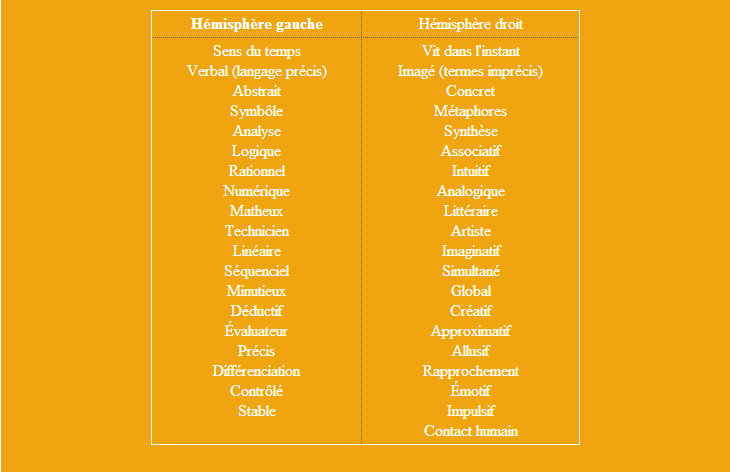 Hémisphère gauche Hémisphère droit
Sens du temps Vit dans l'instant
Verbal (langage précis) Imagé (termes imprécis)
Abstrait Concret
Symbôle Métaphores
Analyse Synthèse
Logique Associatif
Rationnel Intuitif
Numérique Analogique
Matheux Littéraire
Technicien Artiste
Linéaire Imaginatif
Séquenciel Simultané
Minutieux Global
Déductif Créatif
Évaluateur Approximatif
Précis Allusif
Différenciation Rapprochement
Contrôlé Émotif
Stable Impulsif
Contact humain